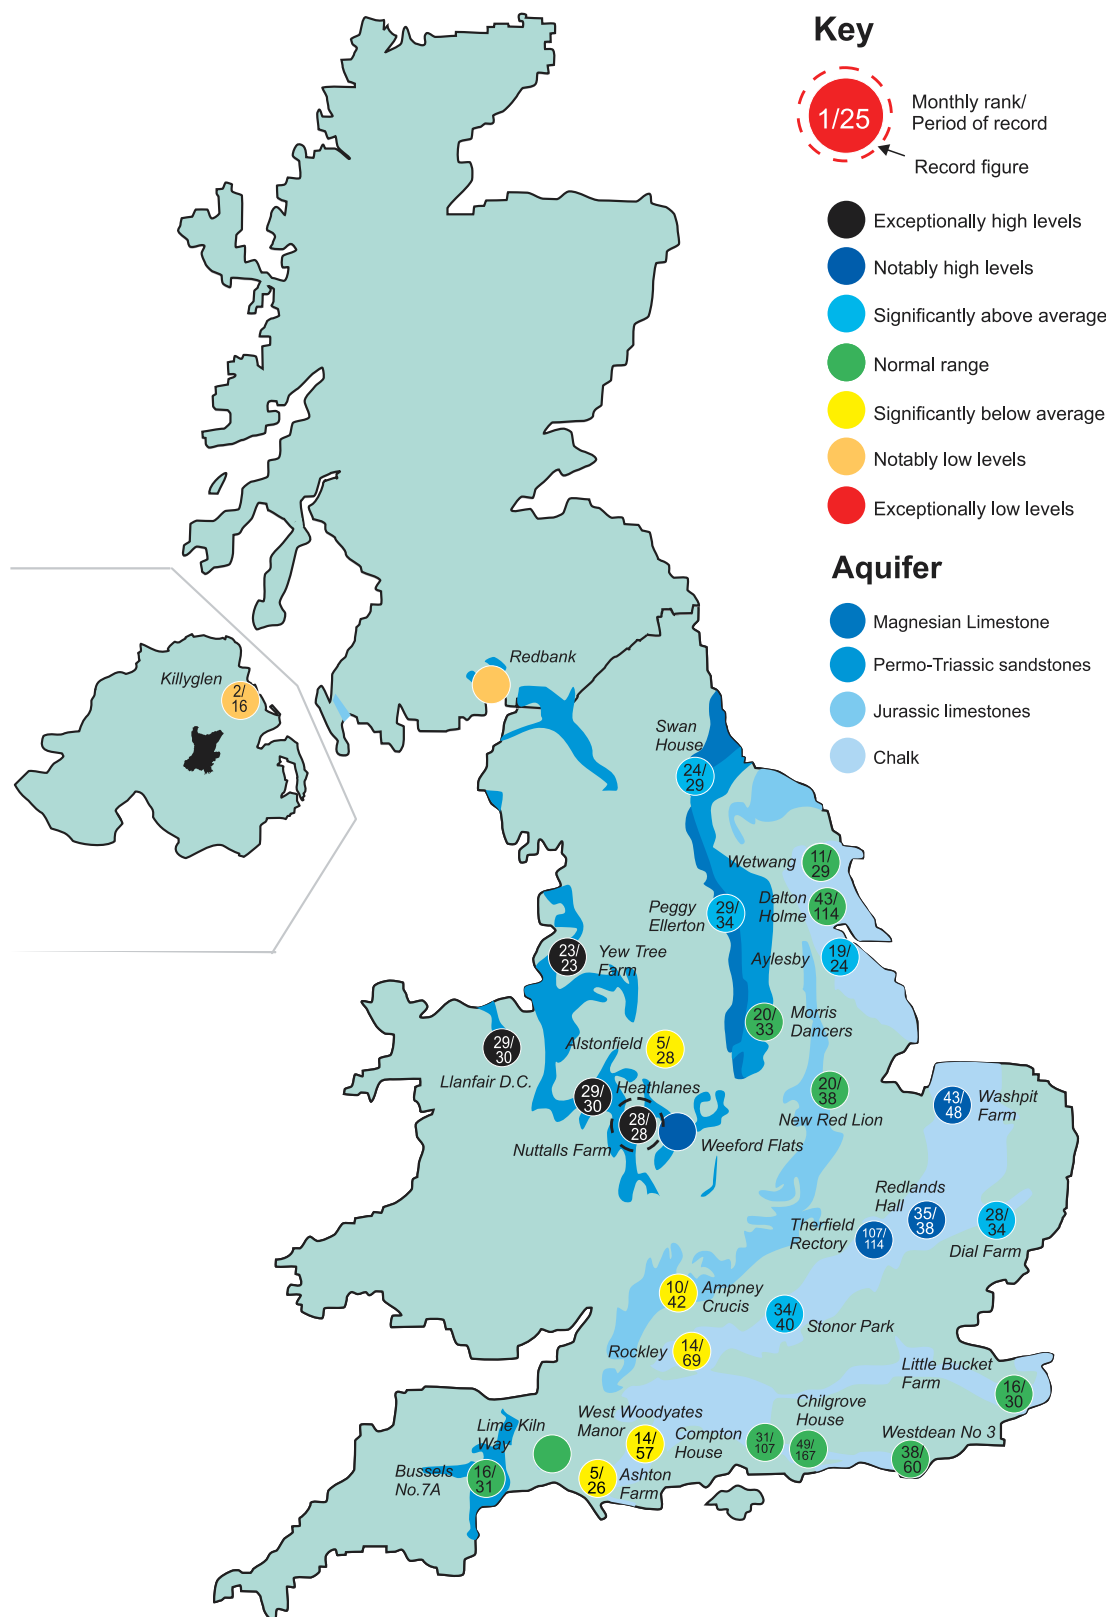 Key
1/25
Monthly rank/
Period of record
Record figure
Exceptionally high levels
Notably high levels
Significantly above average
Normal range
Significantly below average
Notably low levels
Exceptionally low levels
Aquifer
Magnesian Limestone
Permo-Triassic sandstones
Jurassic limestones
Chalk
Redbank
Killyglen
2/
16
Swan
House
24/
29
Wetwang
11/
29
Dalton
Holme
43/
114
Peggy
Ellerton
29/
34
Aylesby
19/
24
Yew Tree
Farm
23/
23
Morris
Dancers
20/
33
Alstonfield
5/
28
Llanfair D.C.
29/
30
Heathlanes
29/
30
New Red Lion
20/
38
Washpit
Farm
43/
48
Nuttalls Farm
28/
28
Weeford Flats
Redlands
Hall
35/
38
Therfield
Rectory
107/
114
Dial Farm
28/
34
Ampney
Crucis
10/
42
Stonor Park
34/
40
Rockley
14/
69
Little Bucket
Farm
16/
30
Chilgrove
House
49/
167
West Woodyates
Manor
14/
57
Compton
House
31/
107
Westdean No 3
38/
60
Lime Kiln
Way
Bussels
No.7A
16/
31
Ashton
Farm
5/
26